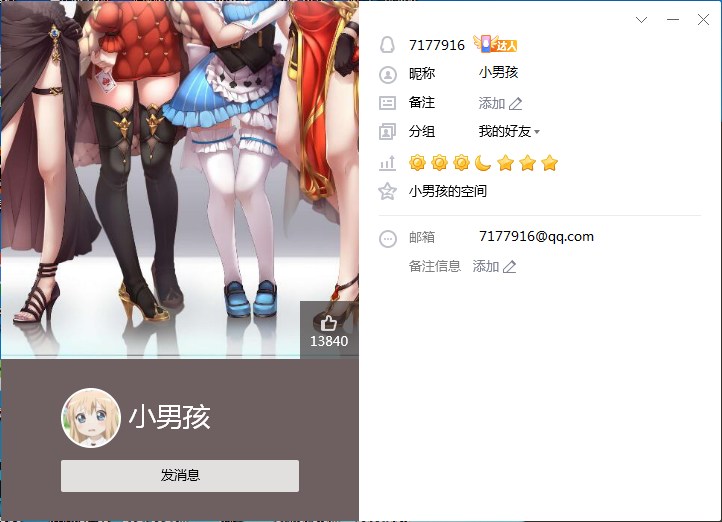 7177916 达人
昵称 小男孩
备注 添加
分组 我的好友
小男孩的空间
邮箱 7177916@qq.com
备注信息 添加
13840
小男孩
发消息